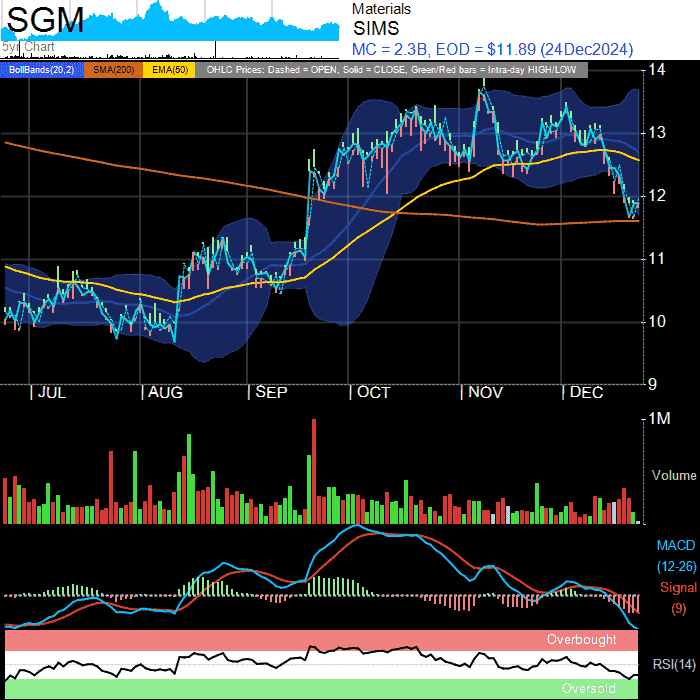 SGM
5yr Chart
Materials
SIMS
MC = 2.3B, EOD = $11.89 (24Dec2024)
BollBands(20,2) SMA(200) EMA(50) OHLC Prices: Dashed = OPEN, Solid = CLOSE, Green/Red bars = Intra-day HIGH/LOW
14
13
12
11
10
9
JUL AUG SEP OCT NOV DEC
1M
Volume
MACD
(12-26)
Signal
(9)
Overbought
RSI(14)
Oversold